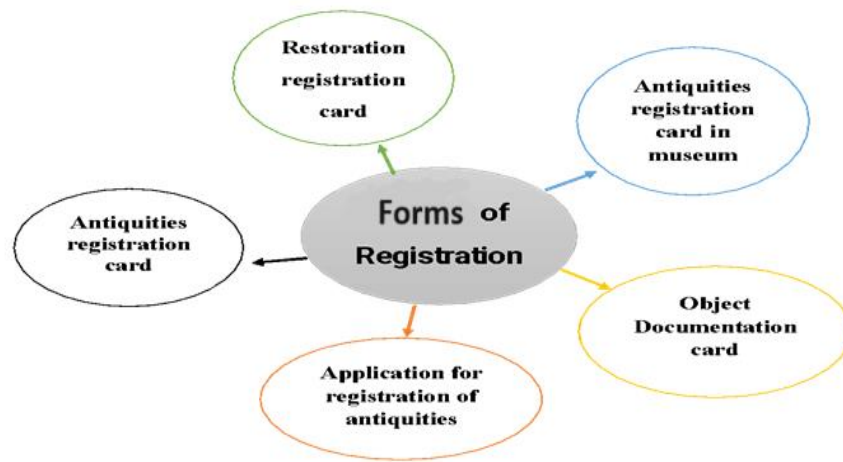 Restoration
registration
card
Antiquities
registration
card in
museum
Forms of
Registration
Antiquities
registration
card
Object
Documentation
card
Application for
registration of
antiquities